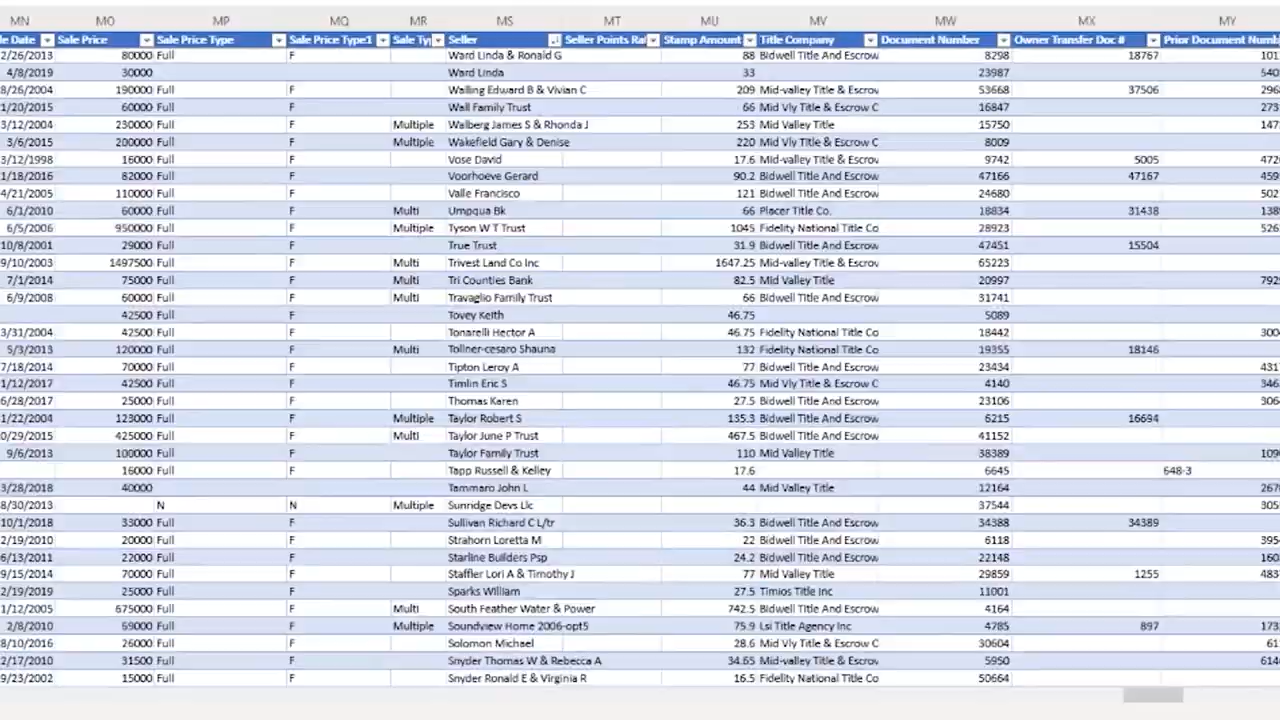 MN MO MP MQ MR MS MT MU MV MW MX MY
e Date Sale Price Sale Price Type Sale Price Type1 Sale Ty Seller Seller Points Rat Stamp Amount Title Company Document Number Owner Transfer Doc # Prior Document Numb
2/26/2013 80000 Full Ward Linda & Ronald G 88 Bidwell Title And Escrow 8298 18767 101
4/8/2019 30000 Ward Linda 33 23987 540
8/26/2004 190000 Full F Walling Edward B & Vivian C 209 Mid-valley Title & Escrow 53668 37506 296
1/20/2015 60000 Full F Wall Family Trust 66 Mid Vly Title & Escrow C 16847 273
3/12/2004 230000 Full F Multiple Walberg James S & Rhonda J 253 Mid Valley Title 15750 147
3/6/2015 200000 Full F Multiple Wakefield Gary & Denise 220 Mid Vly Title & Escrow C 8009
3/12/1998 16000 Full F Vose David 17.6 Mid-valley Title & Escrow 9742 5005 472
1/18/2016 82000 Full F Voorhoeve Gerard 90.2 Bidwell Title And Escrow 47166 47167 459
4/21/2005 110000 Full F Valle Francisco 121 Bidwell Title And Escrow 24680 502
6/1/2010 60000 Full F Multi Umpqua Bk 66 Placer Title Co. 18834 31438 138
6/5/2006 950000 Full F Multiple Tyson W T Trust 1045 Fidelity National Title Co 28923 526
10/8/2001 29000 Full F True Trust 31.9 Bidwell Title And Escrow 47451 15504
9/10/2003 1497500 Full F Multi Trivest Land Co Inc 1647.25 Mid-valley Title & Escrow 65223
7/1/2014 75000 Full F Multi Tri Counties Bank 82.5 Mid Valley Title 20997 792
6/9/2008 60000 Full F Multi Travaglio Family Trust 66 Bidwell Title And Escrow 31741
42500 Full F Tovey Keith 46.75 5089
3/31/2004 42500 Full F Tonarelli Hector A 46.75 Fidelity National Title Co 18442 300
5/3/2013 120000 Full F Multi Tollner-cesaro Shauna 132 Fidelity National Title Co 19355 18146
7/18/2014 70000 Full F Tipton Leroy A 77 Bidwell Title And Escrow 23434 431
1/12/2017 42500 Full F Timlin Eric S 46.75 Mid Vly Title & Escrow C 4140 346
6/28/2017 25000 Full F Thomas Karen 27.5 Bidwell Title And Escrow 23106 306
1/22/2004 123000 Full F Multiple Taylor Robert S 135.3 Bidwell Title And Escrow 6215 16694
0/29/2015 425000 Full F Multi Taylor June P Trust 467.5 Bidwell Title And Escrow 41152
9/6/2013 100000 Full F Taylor Family Trust 110 Mid Valley Title 38389 109
16000 Full F Tapp Russell & Kelley 17.6 6645 648-3
3/28/2018 40000 Tammaro John L 44 Mid Valley Title 12164 267
8/30/2013 N N Multiple Sunridge Devs Llc 37544 305
10/1/2018 33000 Full F Sullivan Richard C L/tr 36.3 Bidwell Title And Escrow 34388 34389
2/19/2010 20000 Full F Strahorn Loretta M 22 Bidwell Title And Escrow 6118 395
6/13/2011 22000 Full F Starline Builders Psp 24.2 Bidwell Title And Escrow 22148 160
9/15/2014 70000 Full F Staffler Lori A & Timothy J 77 Mid Valley Title 29859 1255 483
2/19/2019 25000 Full F Sparks William 27.5 Timios Title Inc 11001
1/12/2005 675000 Full F Multi South Feather Water & Power 742.5 Bidwell Title And Escrow 4164
2/8/2010 69000 Full F Multiple Soundview Home 2006-opt5 75.9 Lsi Title Agency Inc 4785 897 173
8/10/2016 26000 Full F Solomon Michael 28.6 Mid Vly Title & Escrow C 30604 61
2/17/2010 31500 Full F Snyder Thomas W & Rebecca A 34.65 Mid-valley Title & Escrow 5950 614
9/23/2002 15000 Full F Snyder Ronald E & Virginia R 16.5 Fidelity National Title Co 50664